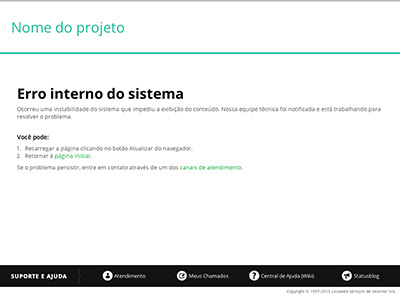 Nome do projeto
Erro interno do sistema
Ocorreu uma instabilidade do sistema que impediu a exibição do conteúdo. Nossa equipe técnica foi notificada e está trabalhando para
resolver o problema.
Você pode:
1. Recarregar a página clicando no botão Atualizar do navegador.
2. Retornar à página inicial.
Se o problema persistir, entre em contato através de um dos canais de atendimento.
SUPORTE E AJUDA Atendimento Meus Chamados Central de Ajuda (Wiki) Statusblog
Copyright © 1997-2013 Locaweb Serviços de Internet S/A.